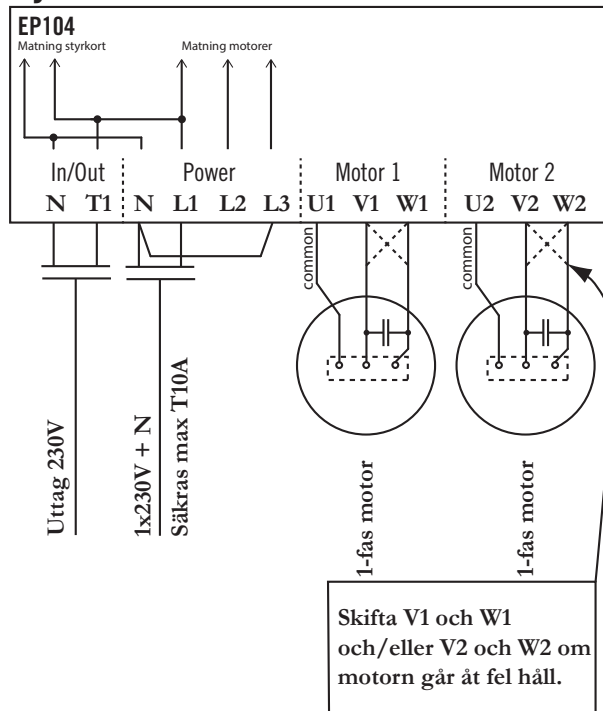 EP104
Matning styrkort Matning motorer
In/Out Power Motor 1 Motor 2
N T1 N L1 L2 L3 U1 V1 W1 U2 V2 W2
common common
Uttag 230V
1x230V + N
Säkras max T10A
1-fas motor
1-fas motor
Skifta V1 och W1
och/eller V2 och W2 om
motorn går åt fel håll.